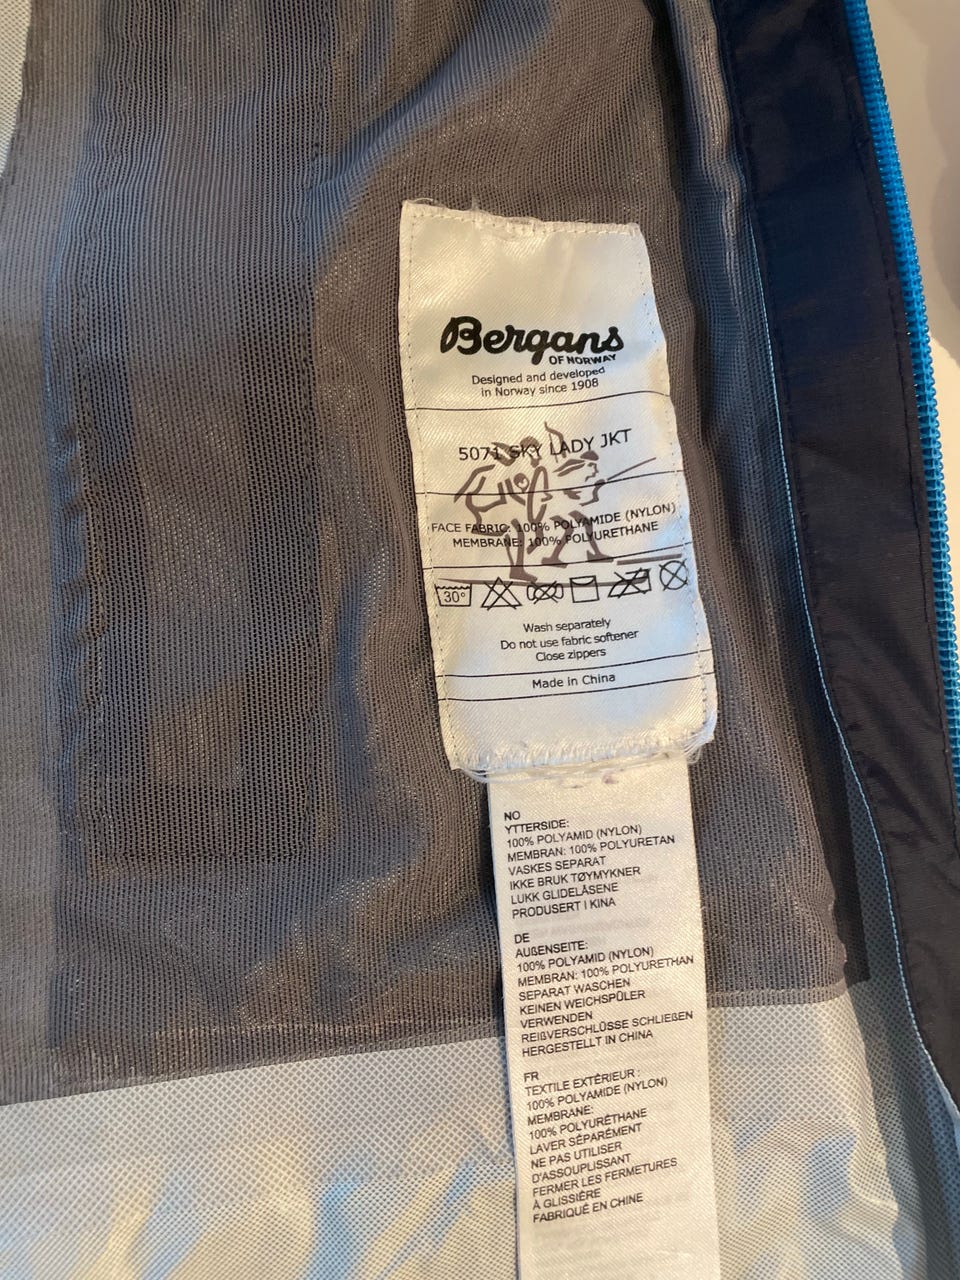 Bergans
OF NORWAY
Designed and developed
in Norway since 1908
5071 SKY LADY JKT
FACE FABRIC: 100% POLYAMIDE (NYLON)
MEMBRANE: 100% POLYURETHANE
30°
Wash separately
Do not use fabric softener
Close zippers
Made in China
NO
YTTERSIDE:
100% POLYAMID (NYLON)
MEMBRAN: 100% POLYURETAN
VASKES SEPARAT
IKKE BRUK TØYMYKNER
LUKK GLIDELÅSENE
PRODUSERT I KINA
DE
AUßENSEITE:
100% POLYAMID (NYLON)
MEMBRAN: 100% POLYURETHAN
SEPARAT WASCHEN
KEINEN WEICHSPÜLER
VERWENDEN
REIßVERSCHLÜSSE SCHLIEßEN
HERGESTELLT IN CHINA
FR
TEXTILE EXTÉRIEUR :
100% POLYAMIDE (NYLON)
MEMBRANE:
100% POLYURÉTHANE
LAVER SÉPARÉMENT
NE PAS UTILISER
D'ASSOUPLISSANT
FERMER LES FERMETURES
À GLISSIÈRE
FABRIQUÉ EN CHINE